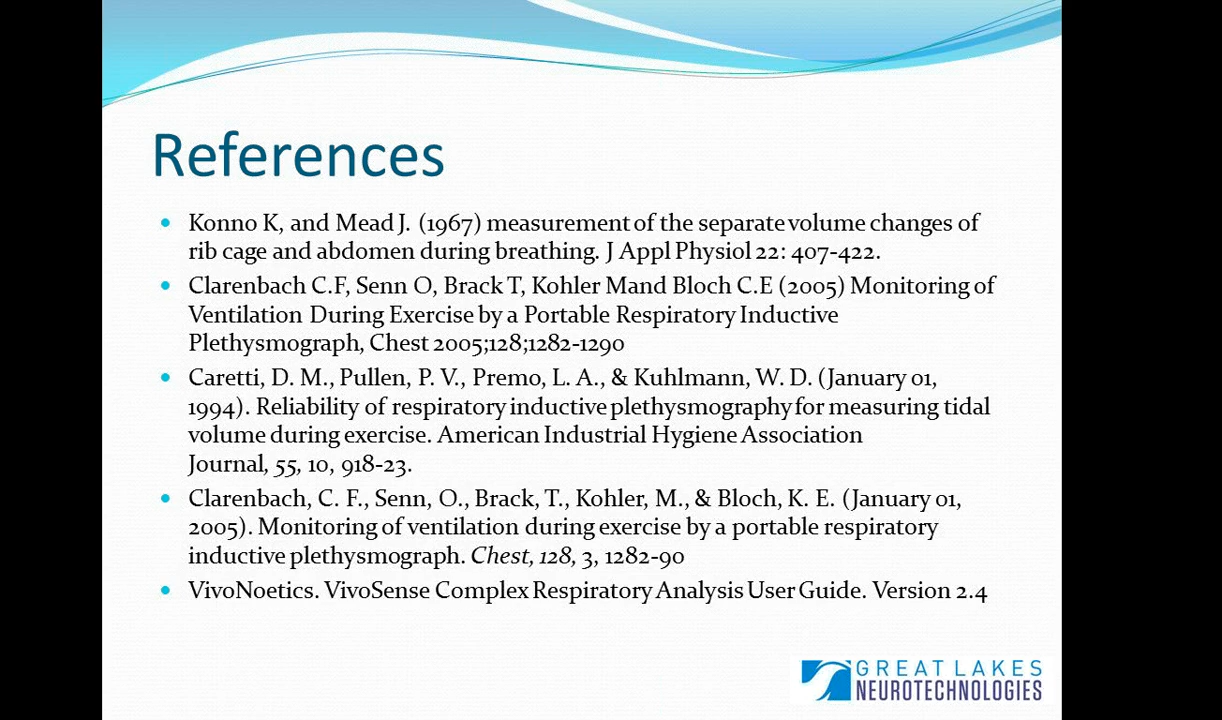 References
Konno K, and Mead J. (1967) measurement of the separate volume changes of
rib cage and abdomen during breathing. J Appl Physiol 22: 407-422.
Clarenbach C.F, Senn O, Brack T, Kohler Mand Bloch C.E (2005) Monitoring of
Ventilation During Exercise by a Portable Respiratory Inductive
Plethysmograph, Chest 2005;128;1282-1290
Caretti, D. M., Pullen, P. V., Premo, L. A., & Kuhlmann, W. D. (January 01,
1994). Reliability of respiratory inductive plethysmography for measuring tidal
volume during exercise. American Industrial Hygiene Association
Journal, 55, 10, 918-23.
Clarenbach, C. F., Senn, O., Brack, T., Kohler, M., & Bloch, K. E. (January 01,
2005). Monitoring of ventilation during exercise by a portable respiratory
inductive plethysmograph. Chest, 128, 3, 1282-90
VivoNoetics. VivoSense Complex Respiratory Analysis User Guide. Version 2.4
GREAT LAKES
NEUROTECHNOLOGIES